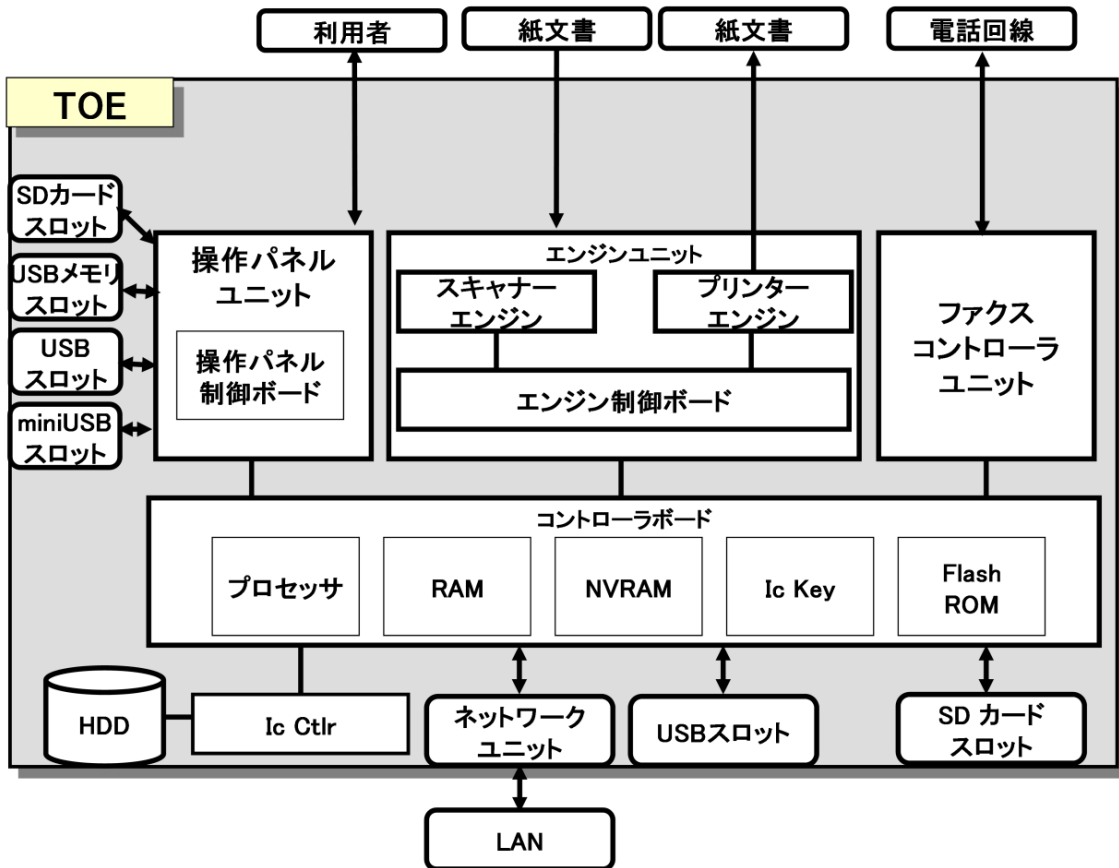 利用者
紙文書
紙文書
電話回線
TOE
SDカード
スロット
USBメモリ
スロット
USB
スロット
miniUSB
スロット
操作パネル
ユニット
操作パネル
制御ボード
エンジンユニット
スキャナー
エンジン
プリンター
エンジン
エンジン制御ボード
ファクス
コントローラ
ユニット
コントローラボード
プロセッサ
RAM
NVRAM
Ic Key
Flash
ROM
HDD
Ic Ctlr
ネットワーク
ユニット
USBスロット
SD カード
スロット
LAN